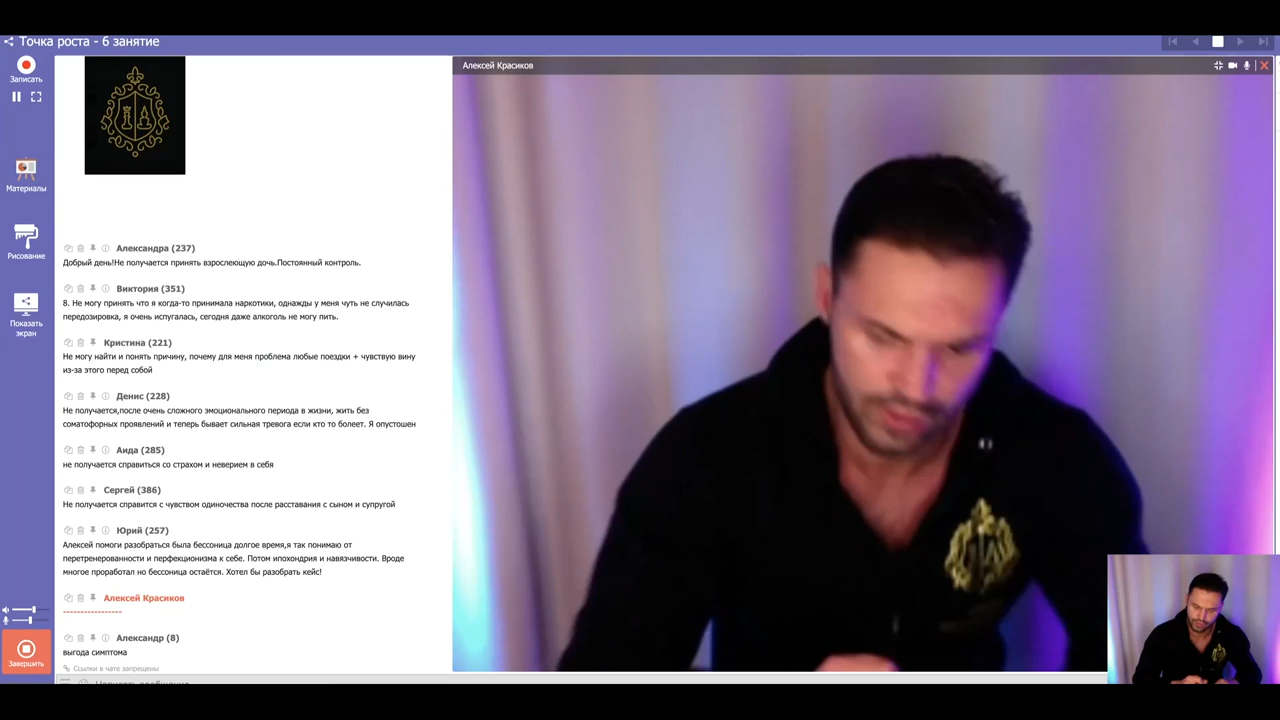 Точка роста - 6 занятие
Записать
Материалы
Рисование
Показать
экран
Завершить
Александра (237)
Добрый день!Не получается принять взрослеющую дочь.Постоянный контроль.
Виктория (351)
8. Не могу принять что я когда-то принимала наркотики, однажды у меня чуть не случилась
передозировка, я очень испугалась, сегодня даже алкоголь не могу пить.
Кристина (221)
Не могу найти и понять причину, почему для меня проблема любые поездки + чувствую вину
из-за этого перед собой
Денис (228)
Не получается,после очень сложного эмоционального периода в жизни, жить без
соматофорных проявлений и теперь бывает сильная тревога если кто то болеет. Я опустошен
Аида (285)
не получается справиться со страхом и неверием в себя
Сергей (386)
Не получается справится с чувством одиночества после расставания с сыном и супругой
Юрий (257)
Алексей помоги разобраться была бессоница долгое время,я так понимаю от
перетренерованности и перфекционизма к себе. Потом ипохондрия и навязчивости. Вроде
многое проработал но бессоница остаётся. Хотел бы разобрать кейс!
Алексей Красиков
-----------------
Александр (8)
выгода симптома
Ссылки в чате запрещены
Алексей Красиков